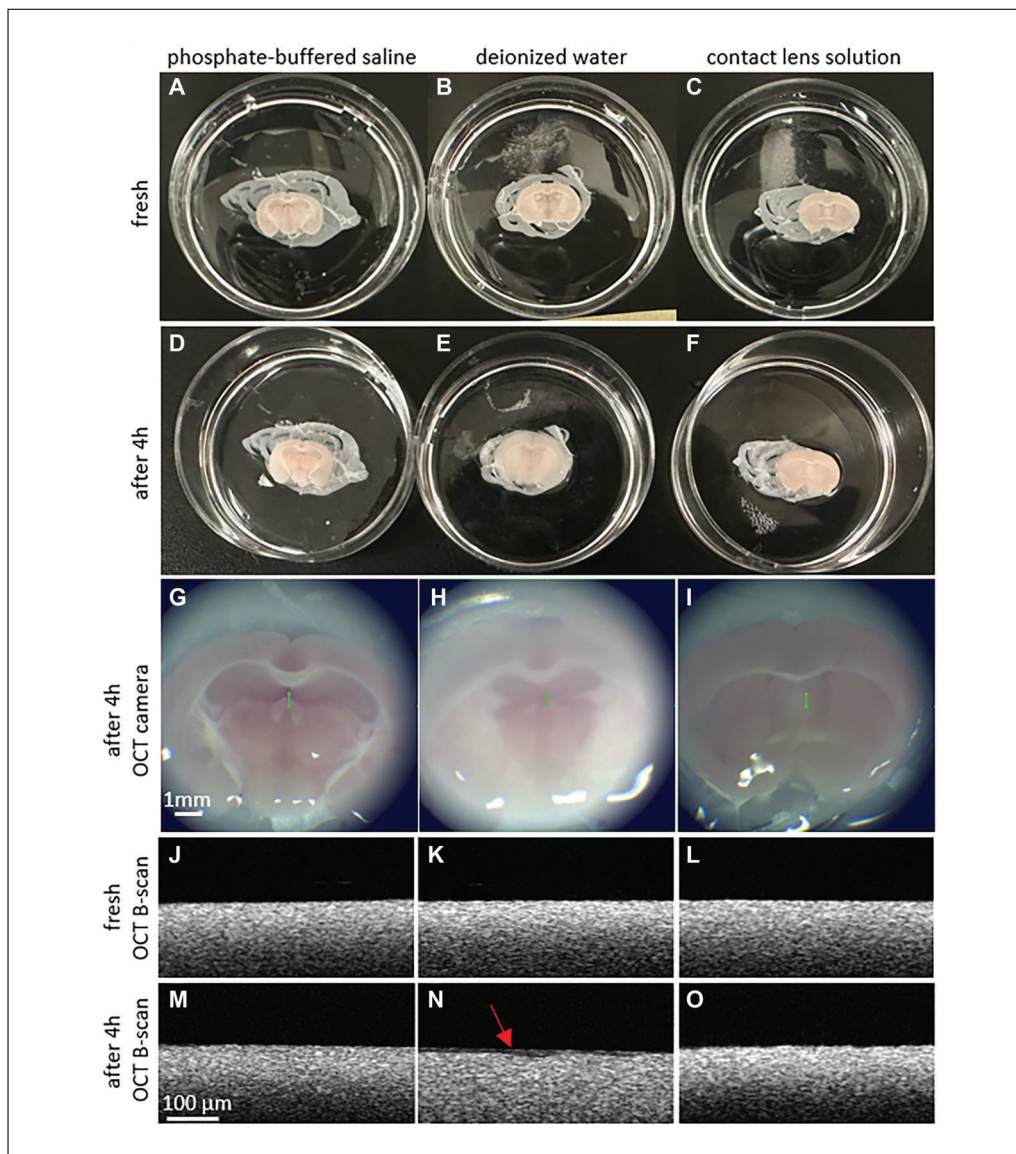 phosphate-buffered saline
deionized water
contact lens solution
fresh
A
B
C
after 4h
D
E
F
after 4h
OCT camera
G
H
I
1mm
fresh
OCT B-scan
J
K
L
after 4h
OCT B-scan
M
N
O
100 μm